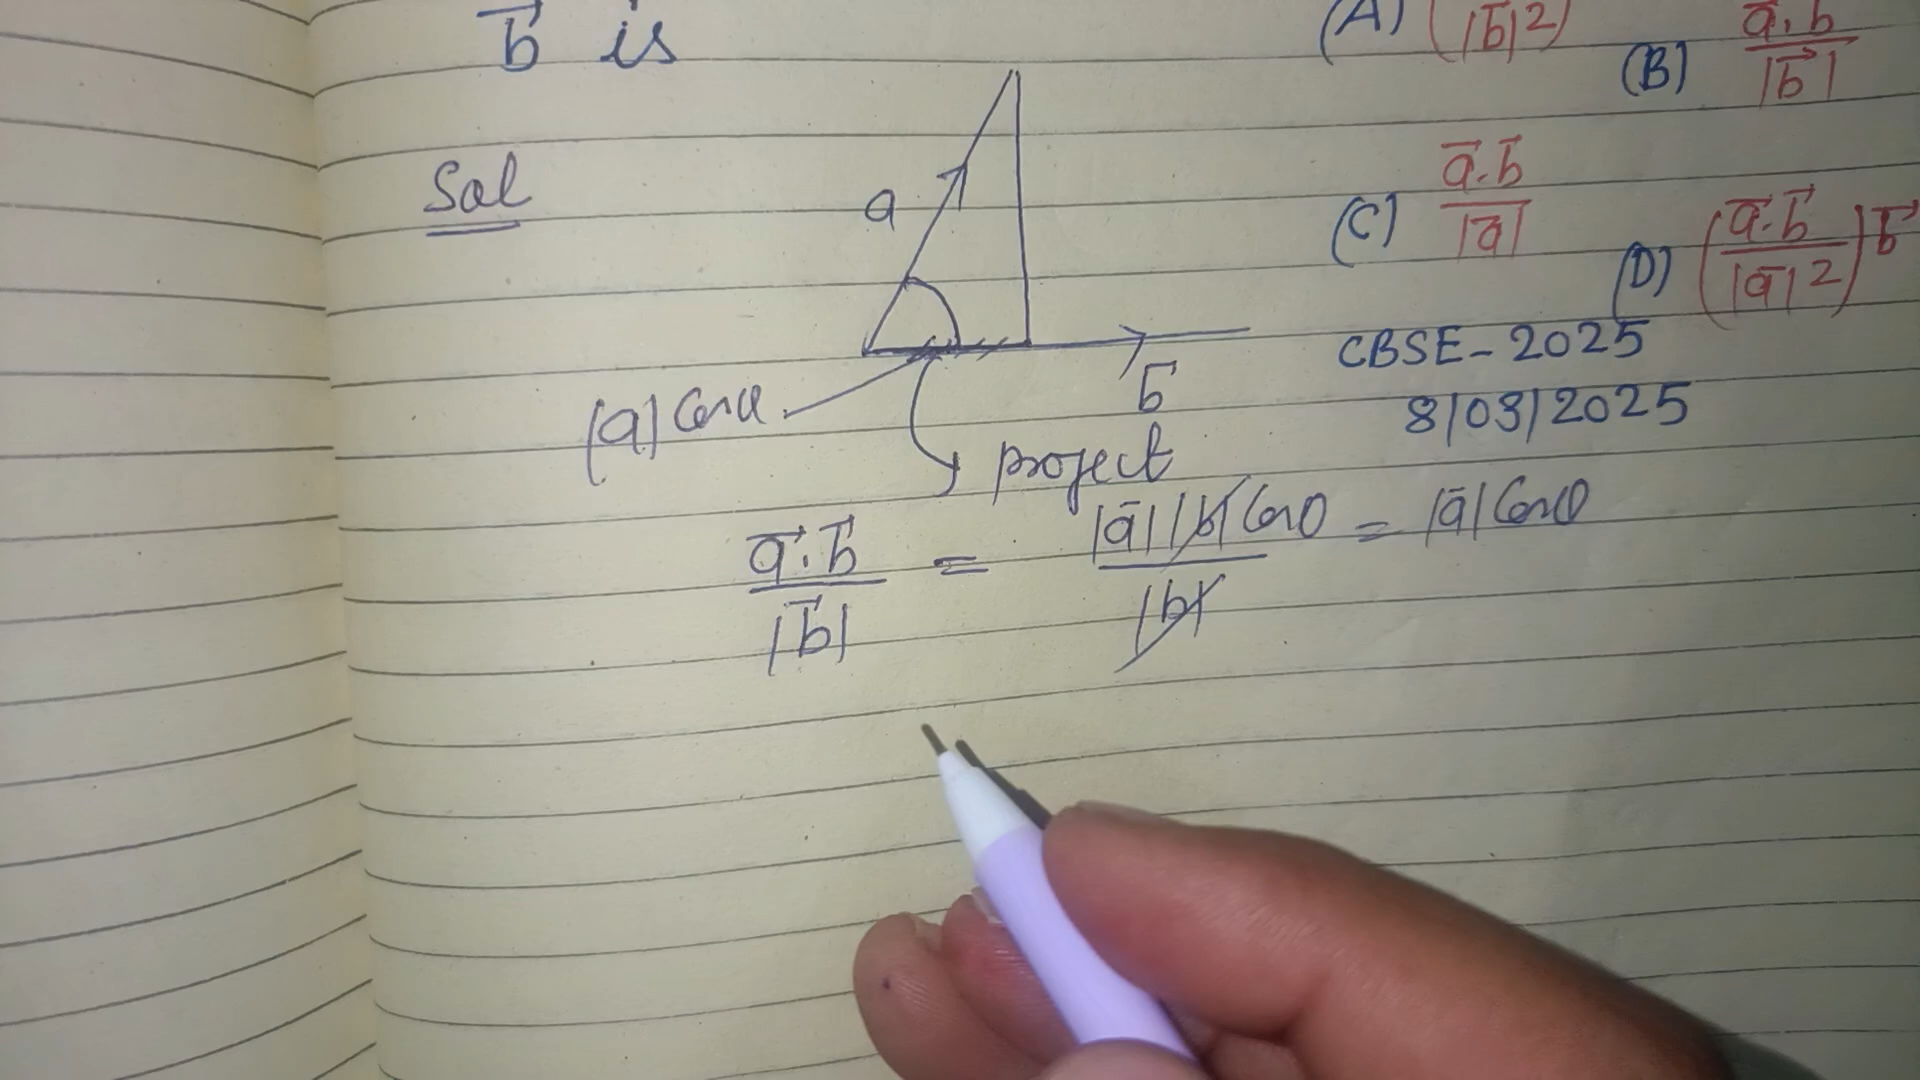 b⃗ is
(A) ( |b̄|²)
(B) a⃗.b / |b⃗|
Sol
a
(C) a⃗.b⃗ / |a⃗|
(D) (a⃗.b⃗ / |a⃗|²) b⃗
CBSE - 2025
8/03/2025
|a| Cosθ
b⃗
project
a⃗.b⃗ / |b⃗| = |ā| |b| Cosθ / |b| = |ā| Cosθ